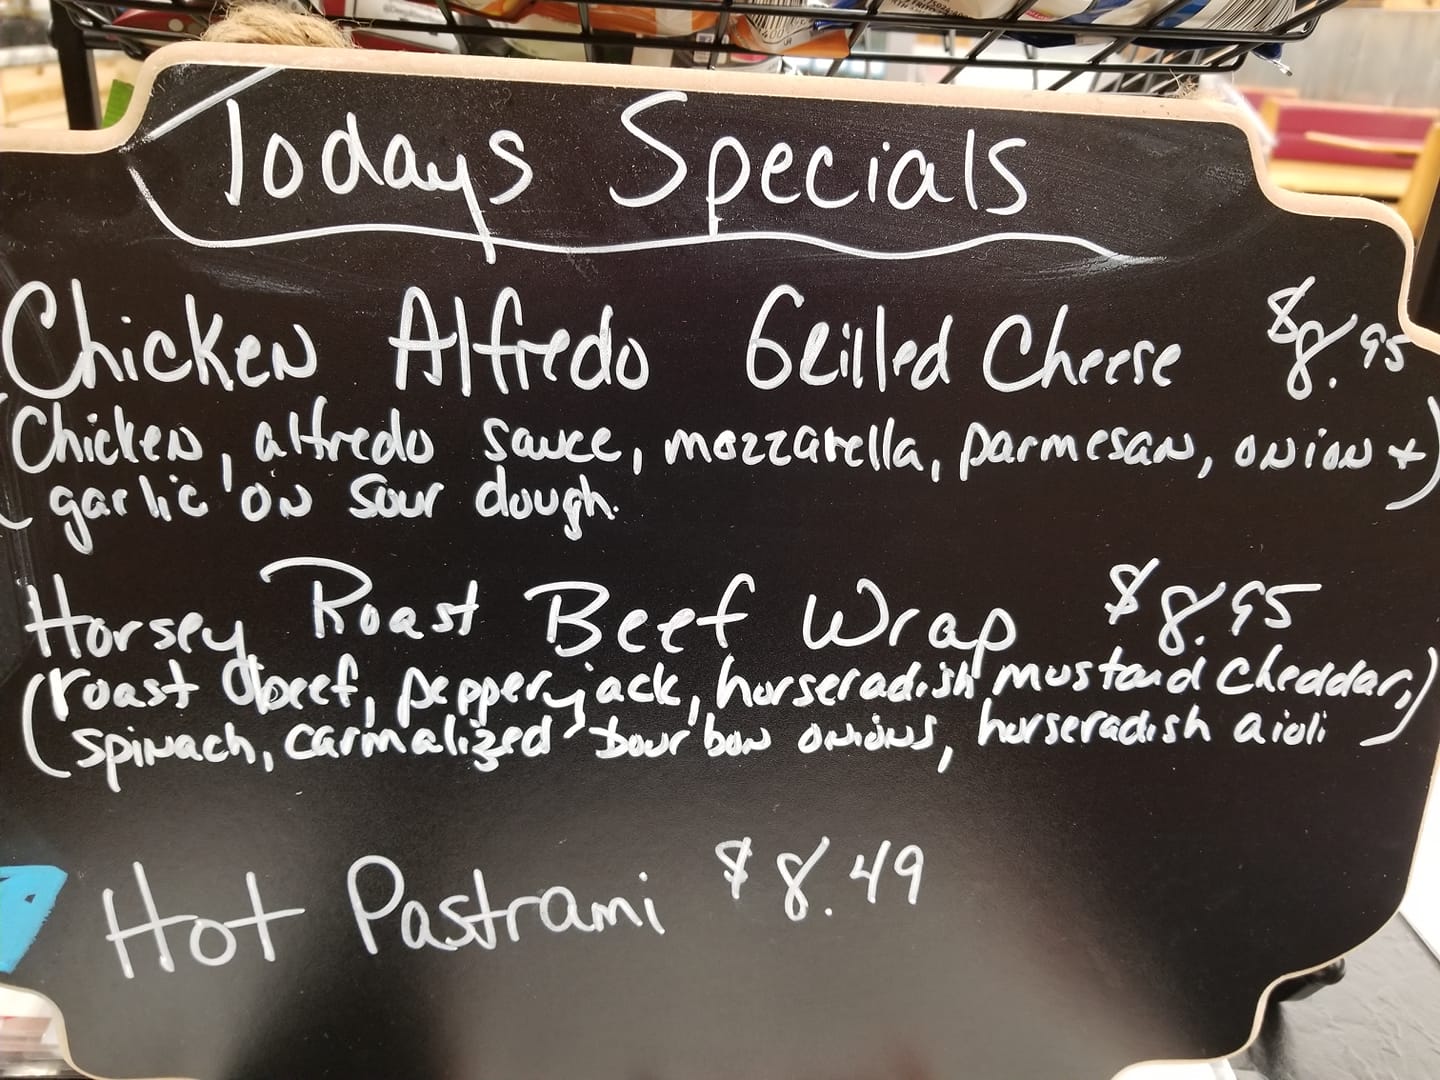 Todays Specials
Chicken Alfredo Grilled Cheese $8.95
(Chicken, alfredo sauce, mozzarella, parmesan, onion +
garlic on sour dough.)
Horsey Roast Beef Wrap $8.95
(roast beef, pepper jack, horseradish mustard cheddar,
spinach, carmalized bourbon onions, horseradish aioli)
Hot Pastrami $8.49